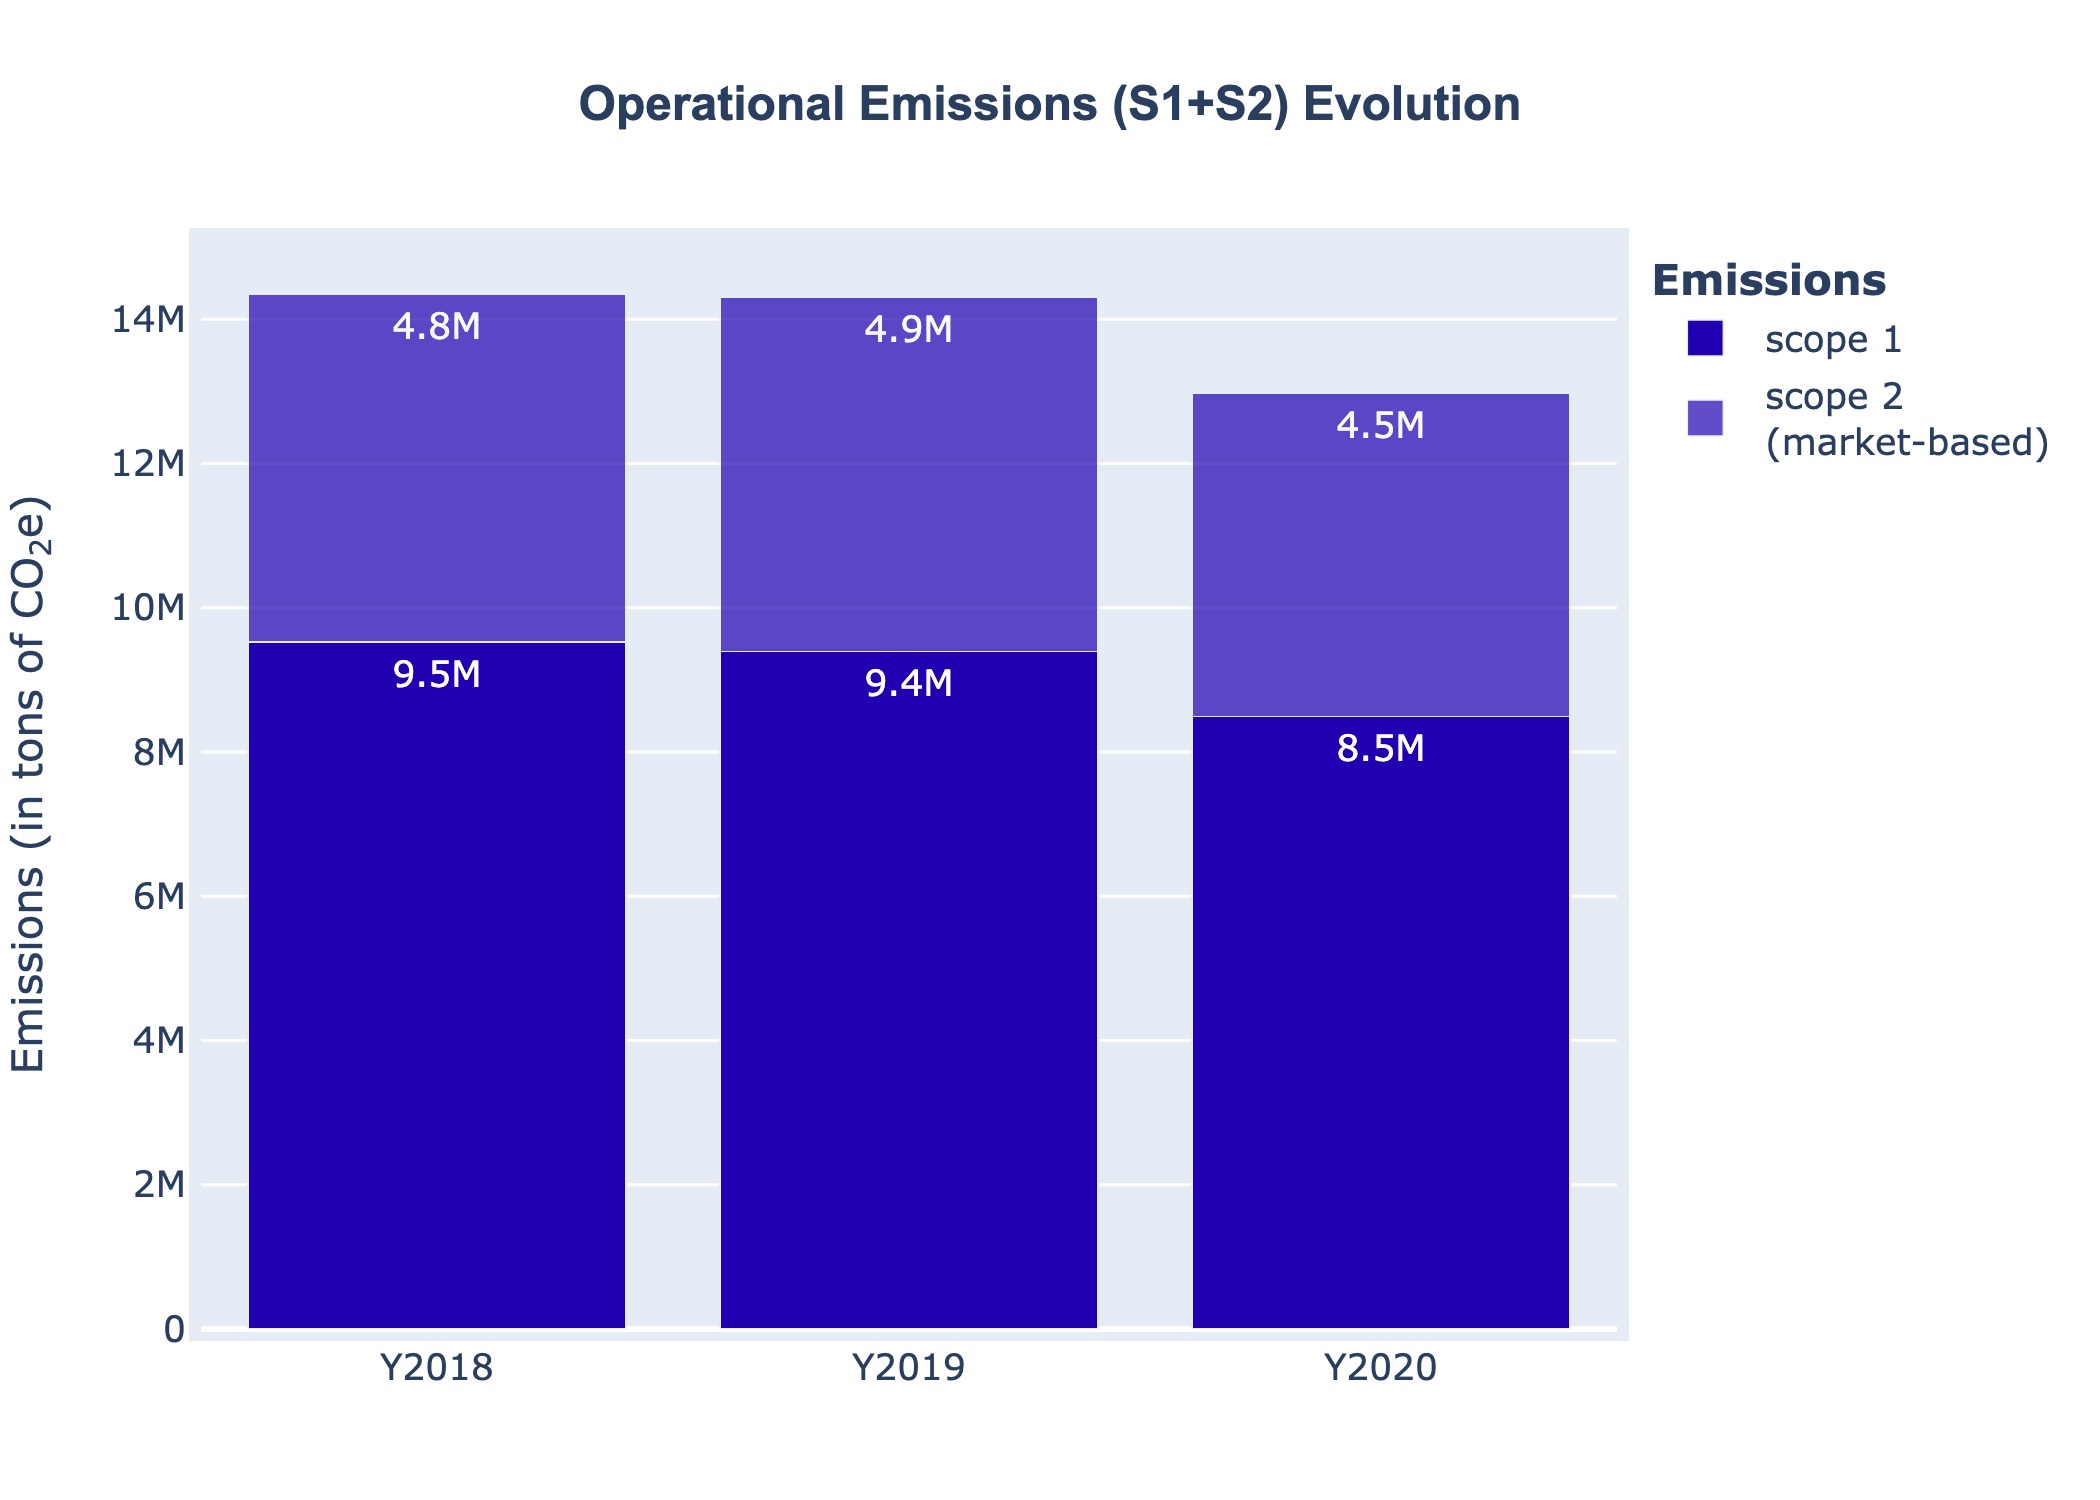 Operational Emissions (S1+S2) Evolution
Emissions
scope 1
scope 2
(market-based)
Emissions (in tons of CO₂e)
14M
12M
10M
8M
6M
4M
2M
0
4.8M
4.9M
4.5M
9.5M
9.4M
8.5M
Y2018
Y2019
Y2020